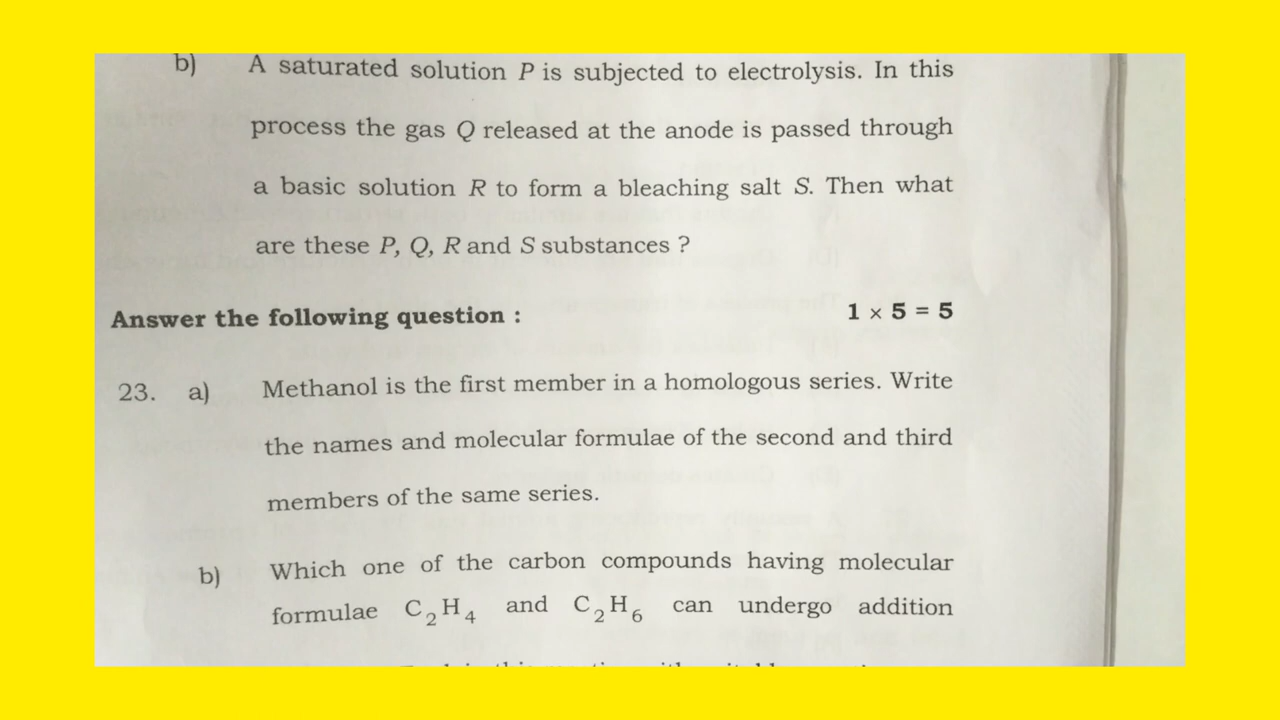 b) A saturated solution P is subjected to electrolysis. In this
process the gas Q released at the anode is passed through
a basic solution R to form a bleaching salt S. Then what
are these P, Q, R and S substances ?
Answer the following question : 1 × 5 = 5
23. a) Methanol is the first member in a homologous series. Write
the names and molecular formulae of the second and third
members of the same series.
b) Which one of the carbon compounds having molecular
formulae C₂H₄ and C₂H₆ can undergo addition